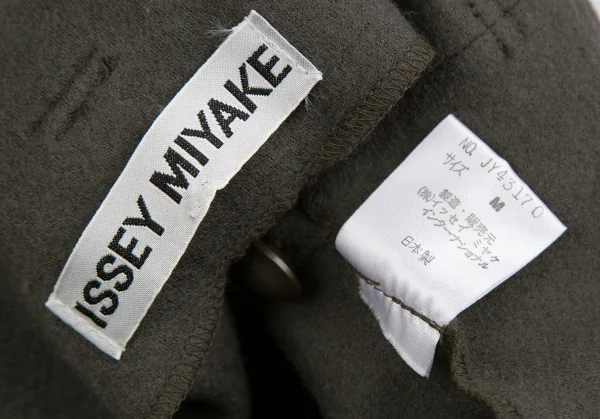 ISSEY MIYAKE
NO. JY43170
サイズ M
製造・販売元
(株)イッセイ ミヤケ
インターナショナル
日本製